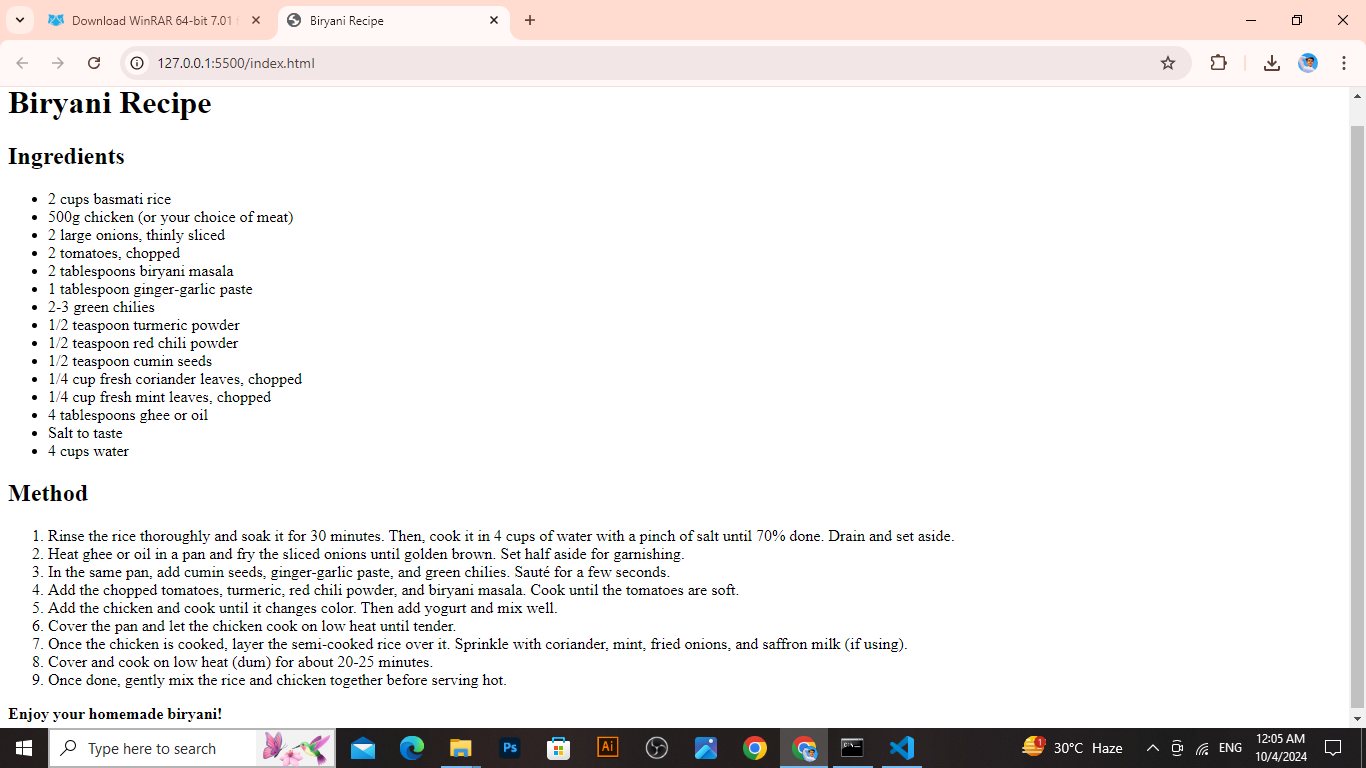 Download WinRAR 64-bit 7.01
Biryani Recipe
127.0.0.1:5500/index.html
Biryani Recipe
Ingredients
2 cups basmati rice
500g chicken (or your choice of meat)
2 large onions, thinly sliced
2 tomatoes, chopped
2 tablespoons biryani masala
1 tablespoon ginger-garlic paste
2-3 green chilies
1/2 teaspoon turmeric powder
1/2 teaspoon red chili powder
1/2 teaspoon cumin seeds
1/4 cup fresh coriander leaves, chopped
1/4 cup fresh mint leaves, chopped
4 tablespoons ghee or oil
Salt to taste
4 cups water
Method
1. Rinse the rice thoroughly and soak it for 30 minutes. Then, cook it in 4 cups of water with a pinch of salt until 70% done. Drain and set aside.
2. Heat ghee or oil in a pan and fry the sliced onions until golden brown. Set half aside for garnishing.
3. In the same pan, add cumin seeds, ginger-garlic paste, and green chilies. Sauté for a few seconds.
4. Add the chopped tomatoes, turmeric, red chili powder, and biryani masala. Cook until the tomatoes are soft.
5. Add the chicken and cook until it changes color. Then add yogurt and mix well.
6. Cover the pan and let the chicken cook on low heat until tender.
7. Once the chicken is cooked, layer the semi-cooked rice over it. Sprinkle with coriander, mint, fried onions, and saffron milk (if using).
8. Cover and cook on low heat (dum) for about 20-25 minutes.
9. Once done, gently mix the rice and chicken together before serving hot.
Enjoy your homemade biryani!
Type here to search
Ps
Ai
1
30°C Haze
ENG
12:05 AM
10/4/2024